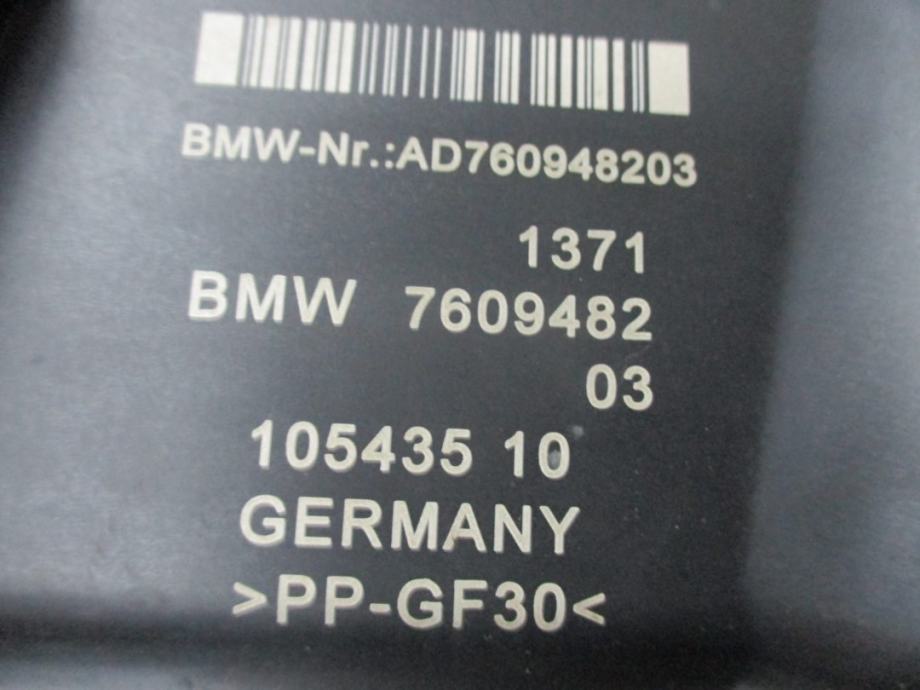 BMW-Nr.:AD760948203
1371
BMW 7609482
03
105435 10
GERMANY
>PP-GF30<